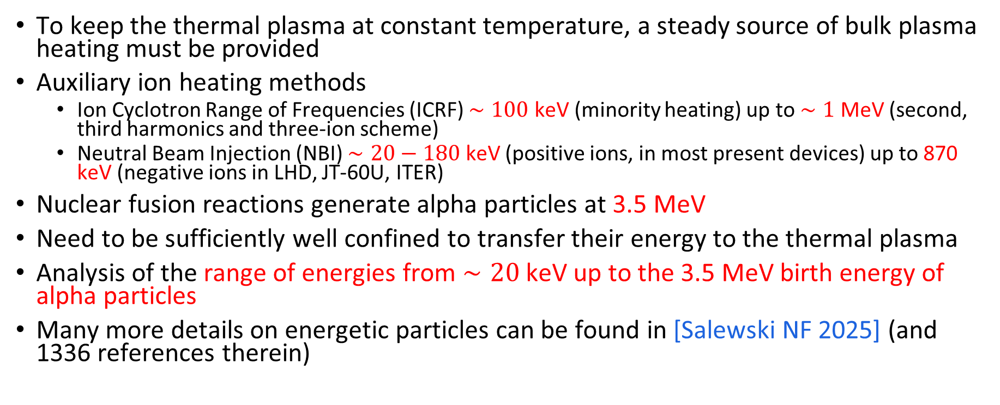 • To keep the thermal plasma at constant temperature, a steady source of bulk plasma
heating must be provided
• Auxiliary ion heating methods
• Ion Cyclotron Range of Frequencies (ICRF) ~ 100 keV (minority heating) up to ~ 1 MeV (second,
third harmonics and three-ion scheme)
• Neutral Beam Injection (NBI) ~ 20 − 180 keV (positive ions, in most present devices) up to 870
keV (negative ions in LHD, JT-60U, ITER)
• Nuclear fusion reactions generate alpha particles at 3.5 MeV
• Need to be sufficiently well confined to transfer their energy to the thermal plasma
• Analysis of the range of energies from ~ 20 keV up to the 3.5 MeV birth energy of
alpha particles
• Many more details on energetic particles can be found in [Salewski NF 2025] (and
1336 references therein)